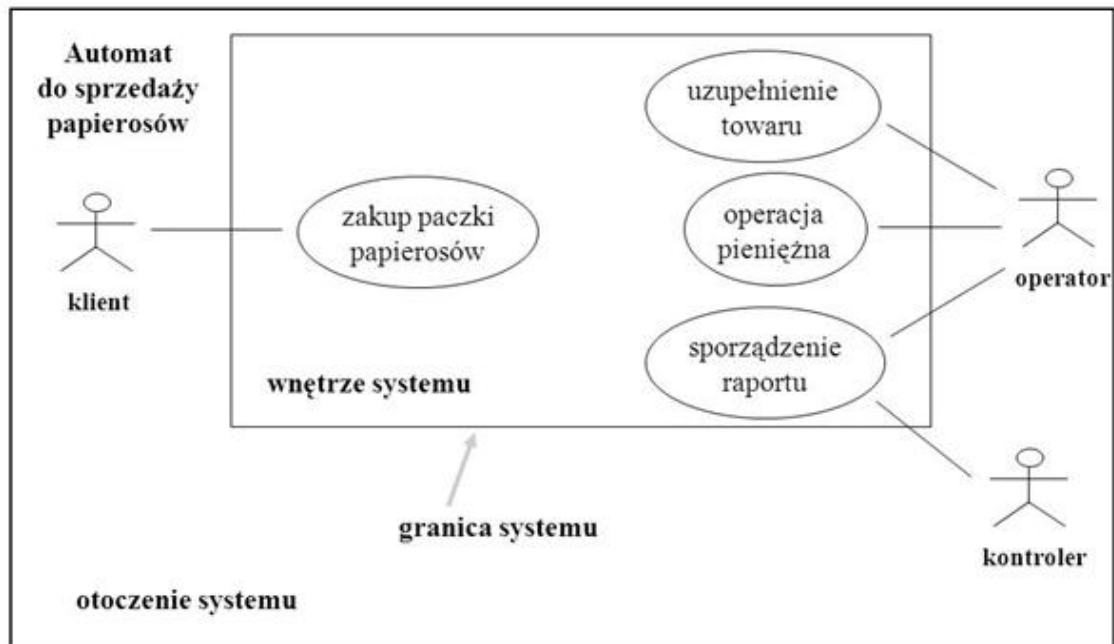 Automat
do sprzedaży
papierosów
klient
zakup paczki
papierosów
uzupełnienie
towaru
operacja
pieniężna
sporządzenie
raportu
operator
kontroler
wnętrze systemu
granica systemu
otoczenie systemu